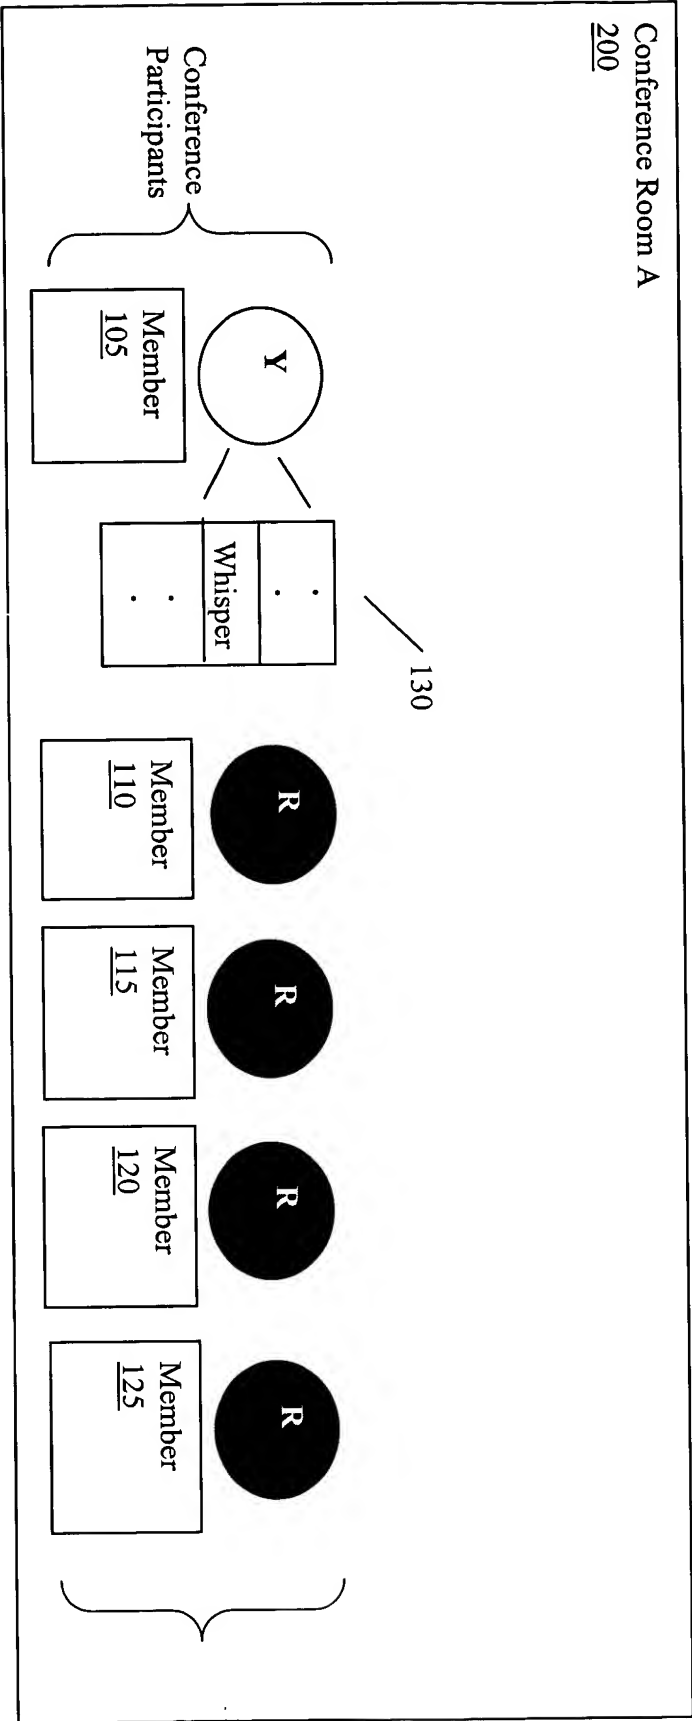 Conference Room A
200
130
Conference
Participants
Y
.
.
Whisper
.
.
R
R
R
R
Member
105
Member
110
Member
115
Member
120
Member
125